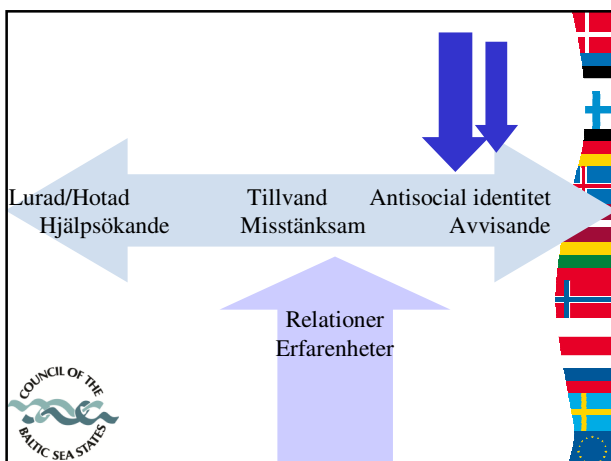 Lurad/Hotad Tillvand Antisocial identitet
Hjälpsökande Misstänksam Avvisande
Relationer
Erfarenheter
COUNCIL OF THE
BALTIC SEA STATES